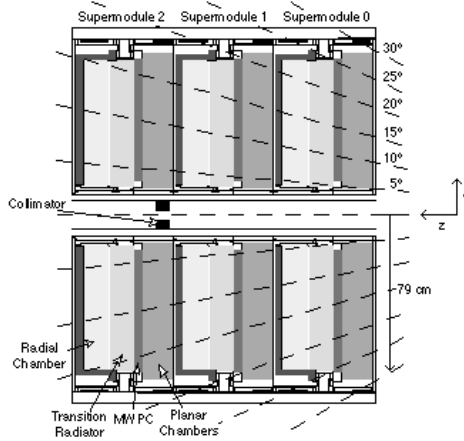 Supermodule 2 Supermodule 1 Supermodule 0
30°
25°
20°
15°
10°
5°
Collimator
z
79 cm
Radial
Chamber
Transition
Radiator
MWPC
Planar
Chambers